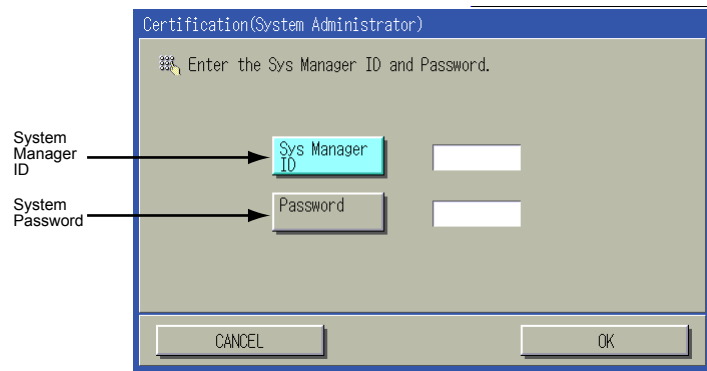 Certification(System Administrator)
Enter the Sys Manager ID and Password.
System
Manager
ID
Sys Manager
ID
System
Password
Password
CANCEL
OK